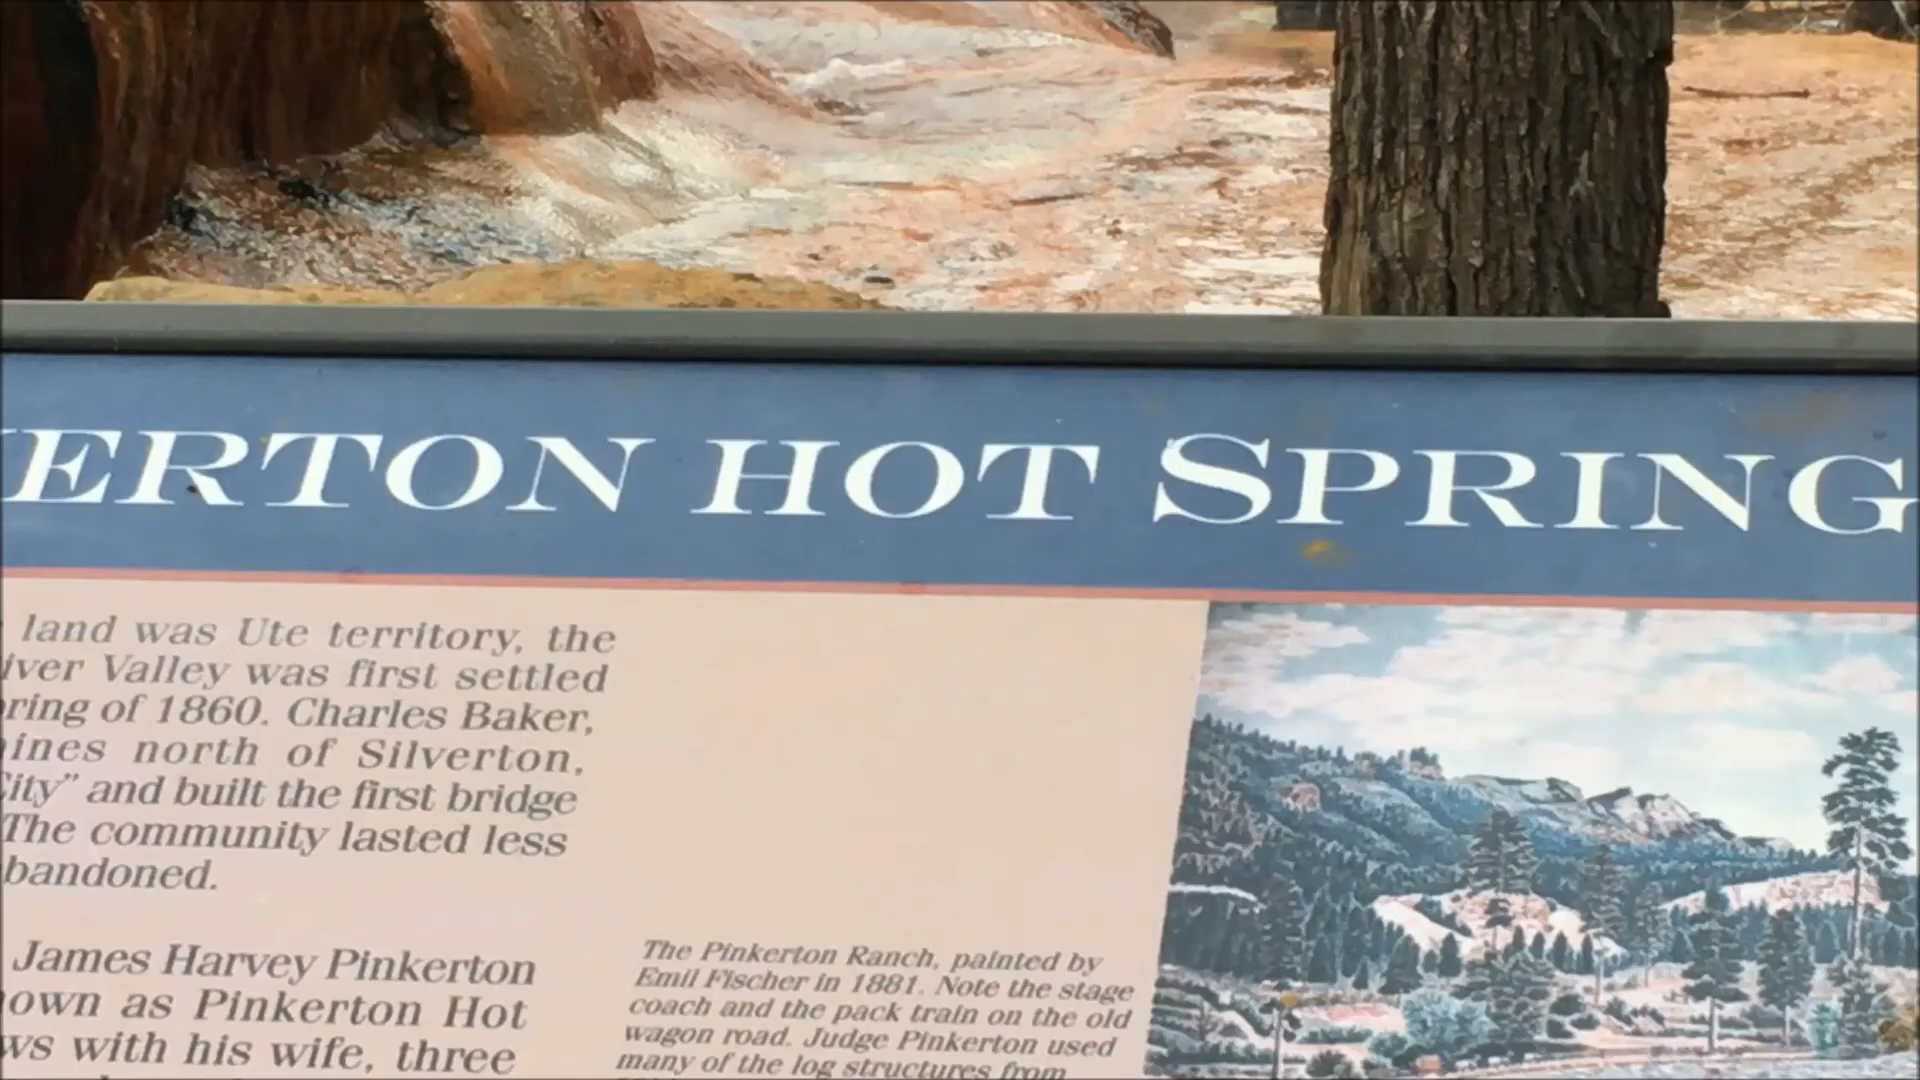 ERTON HOT SPRING
land was Ute territory, the
iver Valley was first settled
ring of 1860. Charles Baker,
ines north of Silverton,
City" and built the first bridge
The community lasted less
bandoned.
James Harvey Pinkerton
own as Pinkerton Hot
ws with his wife, three
The Pinkerton Ranch, painted by
Emil Fischer in 1881. Note the stage
coach and the pack train on the old
wagon road. Judge Pinkerton used
many of the log structures from